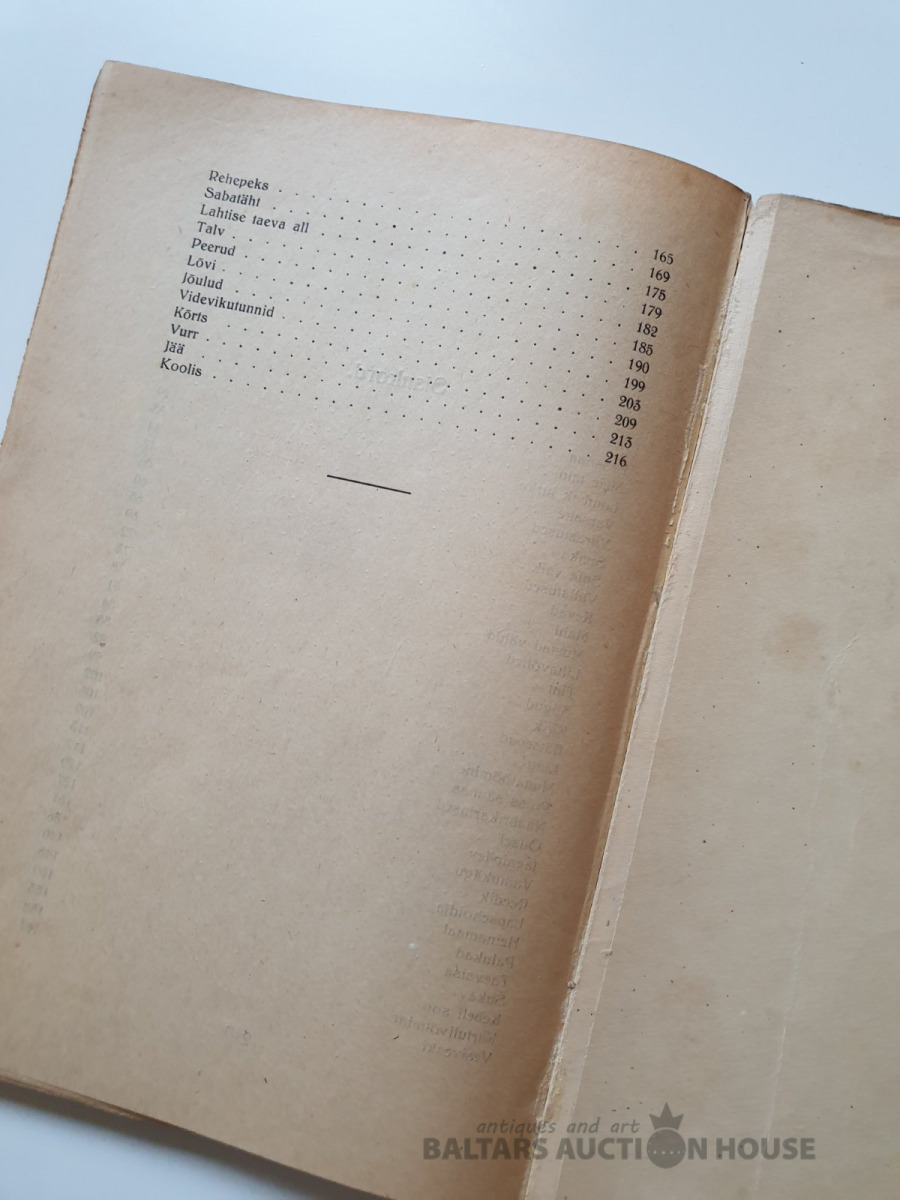 Rehepeks . . . 165
Sabatäht . . . 169
Lahtise taeva all . . . 175
Talv . . . 179
Peerud . . . 182
Lõvi . . . 185
Jõulud . . . 190
Videvikutunnid . . . 199
Kõrts . . . 203
Vurr . . . 209
Jää . . . 213
Koolis . . . 216
antiques and art
BALTARS AUCTION HOUSE